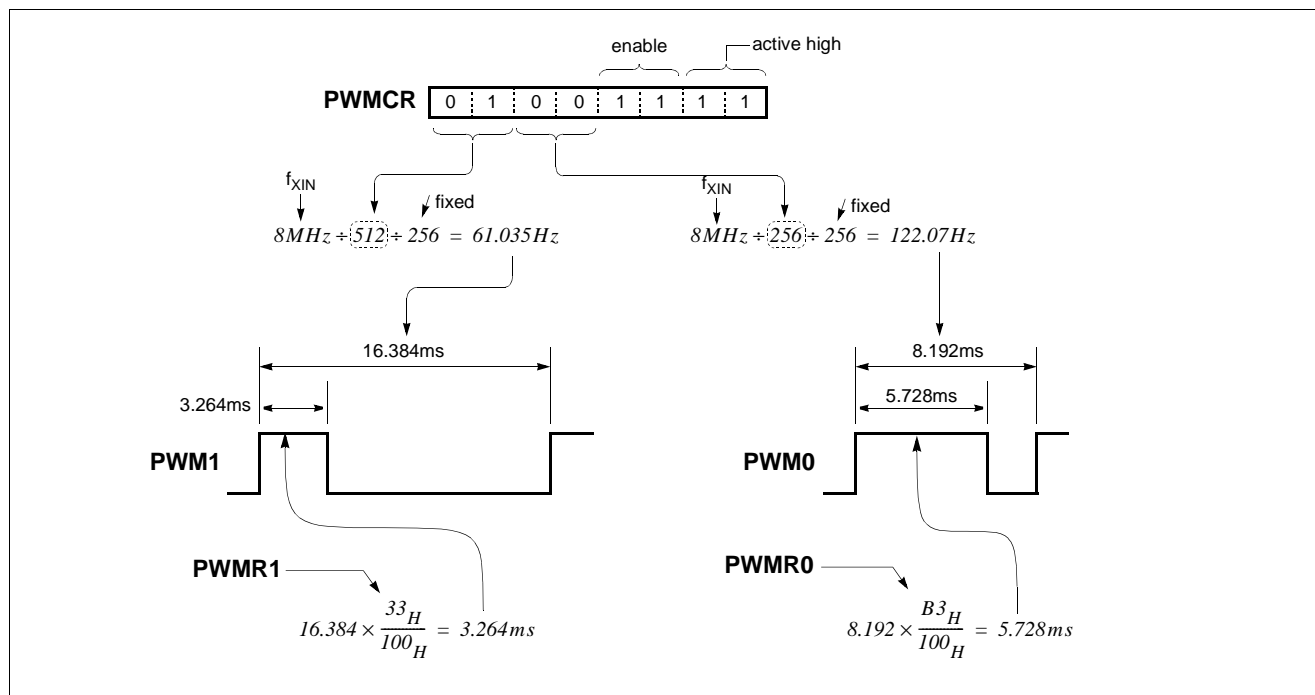 enable
active high
PWMCR 0 1 0 0 1 1 1 1
fXIN
fixed
8MHz ÷ 512 ÷ 256 = 61.035Hz
fXIN
fixed
8MHz ÷ 256 ÷ 256 = 122.07Hz
16.384ms
3.264ms
PWM1
8.192ms
5.728ms
PWM0
PWMR1
16.384 × 33H/100H = 3.264ms
PWMR0
8.192 × B3H/100H = 5.728ms